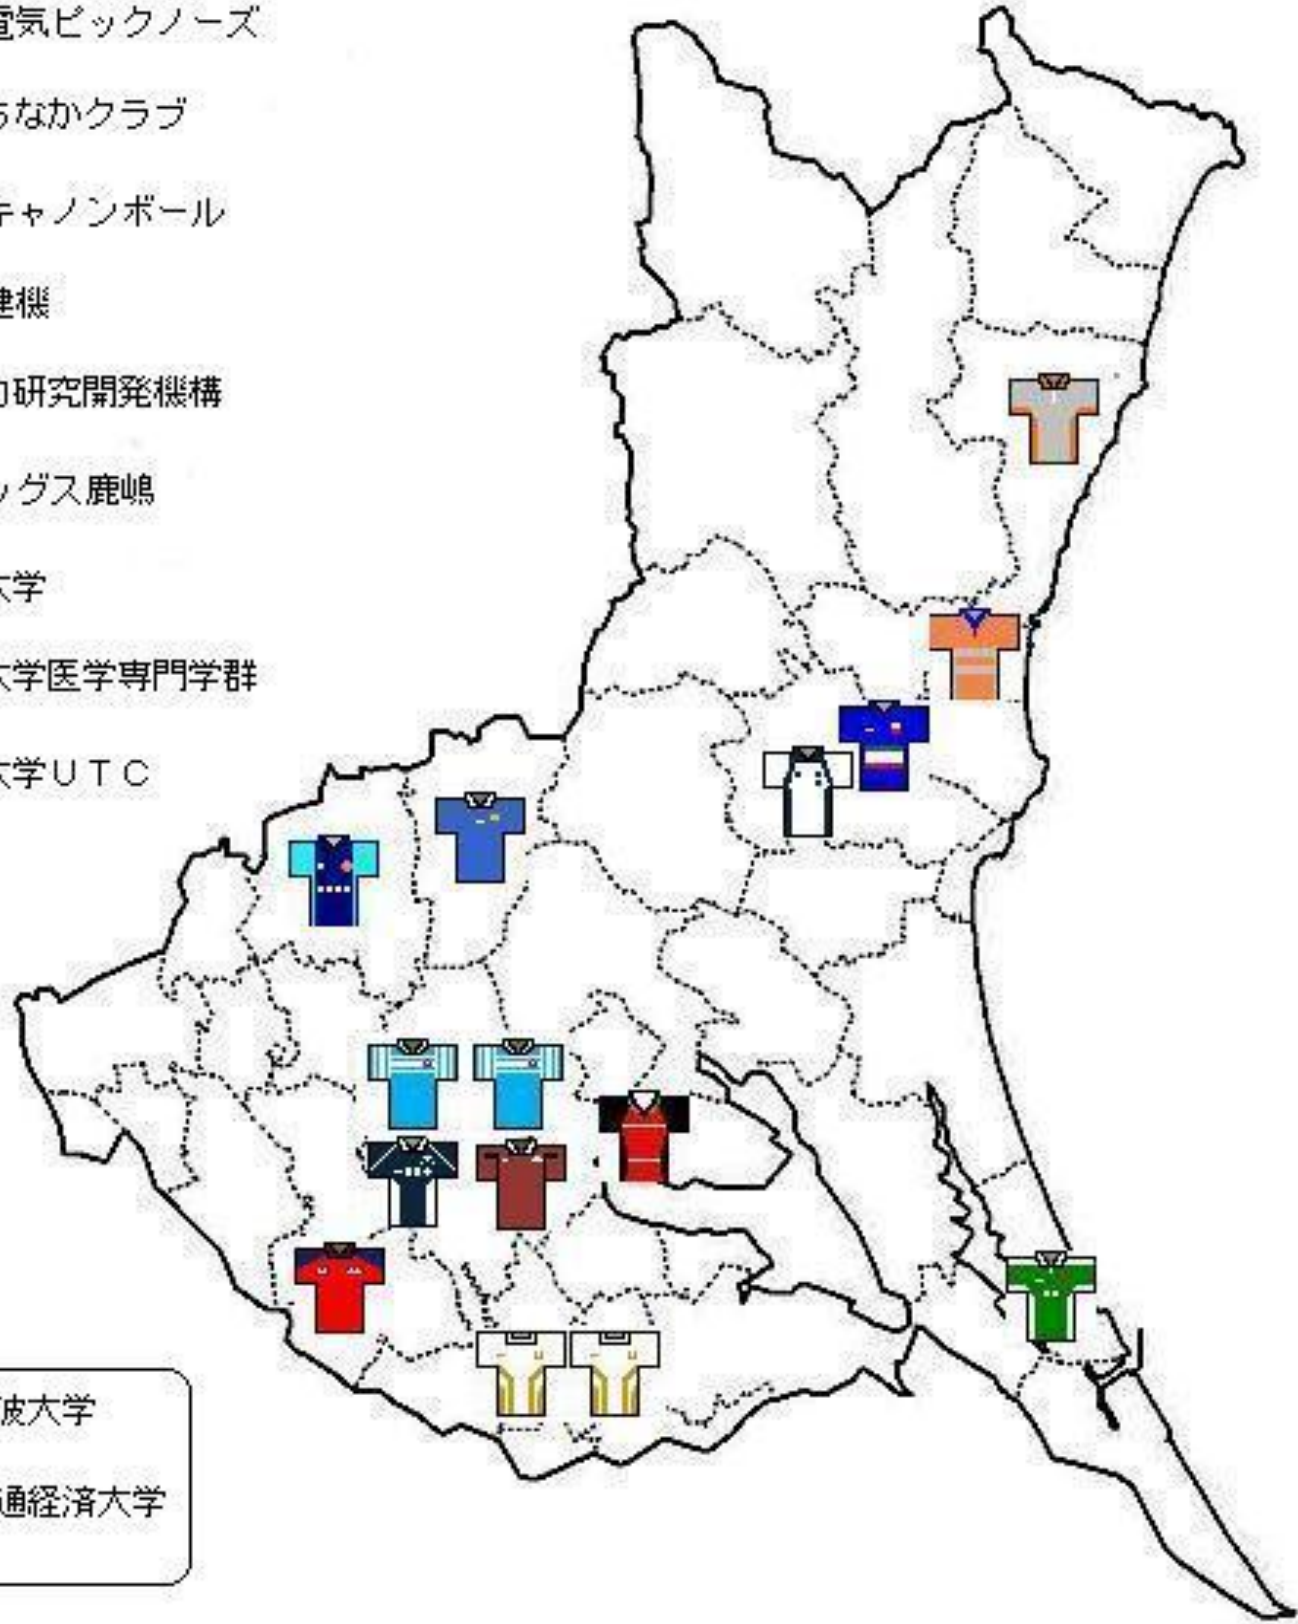 電気ピックノーズ
ちなかクラブ
キャノンボール
建機
力研究開発機構
ッグス鹿嶋
大学
大学医学専門学群
大学ＵＴＣ
波大学
通経済大学